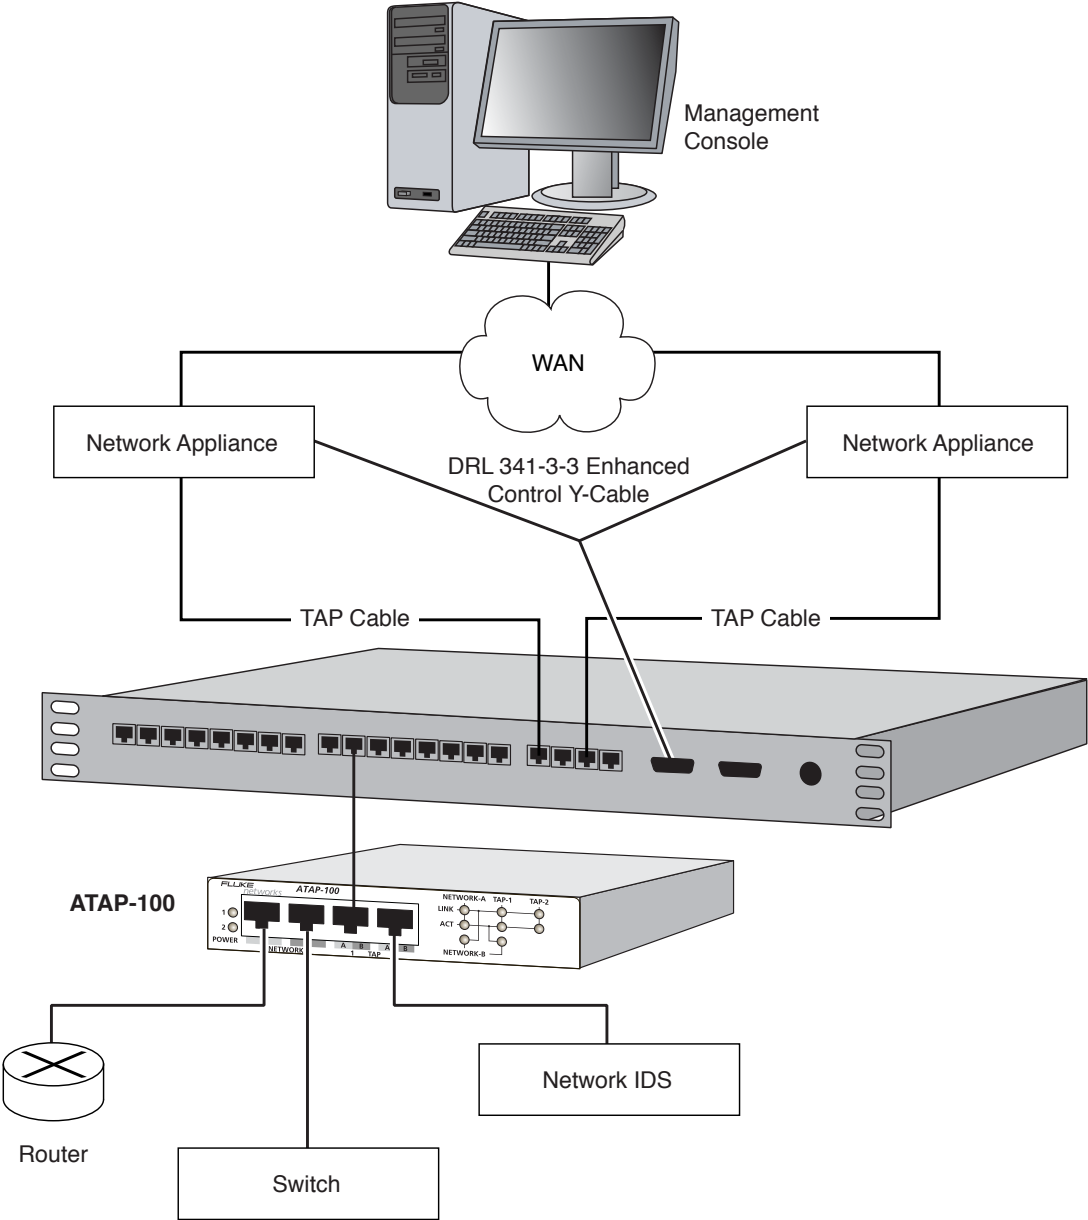 Management
Console
WAN
Network Appliance
Network Appliance
DRL 341-3-3 Enhanced
Control Y-Cable
TAP Cable
TAP Cable
ATAP-100
FLUKE
networks
ATAP-100
NETWORK-A TAP-1 TAP-2
LINK
ACT
NETWORK-B
1
2
POWER
NETWORK
A B
1 TAP
A B
Router
Network IDS
Switch